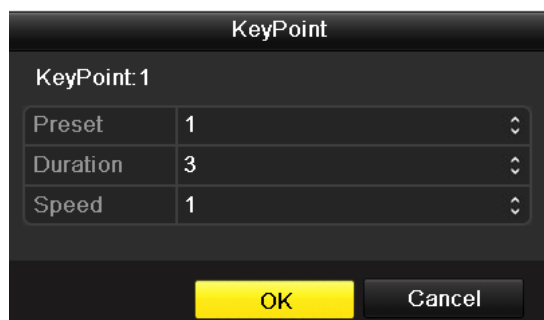 KeyPoint
KeyPoint:1
Preset 1
Duration 3
Speed 1
OK Cancel